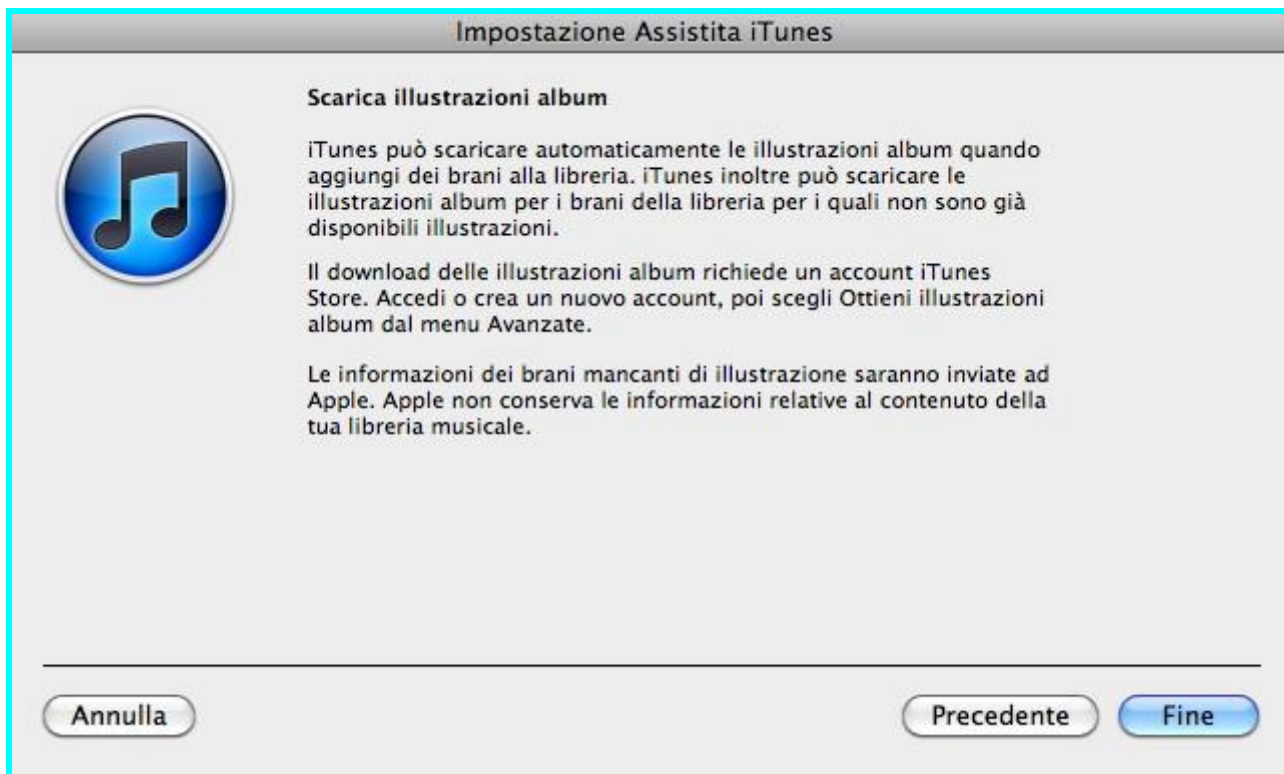 Impostazione Assistita iTunes
Scarica illustrazioni album
iTunes può scaricare automaticamente le illustrazioni album quando
aggiungi dei brani alla libreria. iTunes inoltre può scaricare le
illustrazioni album per i brani della libreria per i quali non sono già
disponibili illustrazioni.
Il download delle illustrazioni album richiede un account iTunes
Store. Accedi o crea un nuovo account, poi scegli Ottieni illustrazioni
album dal menu Avanzate.
Le informazioni dei brani mancanti di illustrazione saranno inviate ad
Apple. Apple non conserva le informazioni relative al contenuto della
tua libreria musicale.
Annulla
Precedente
Fine